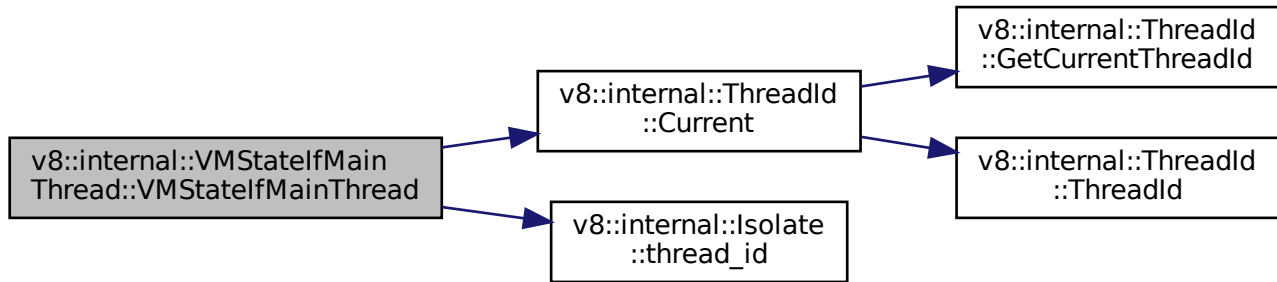 v8::internal::VMStateIfMain
Thread::VMStateIfMainThread
v8::internal::ThreadId
::Current
v8::internal::ThreadId
::GetCurrentThreadId
v8::internal::ThreadId
::ThreadId
v8::internal::Isolate
::thread_id